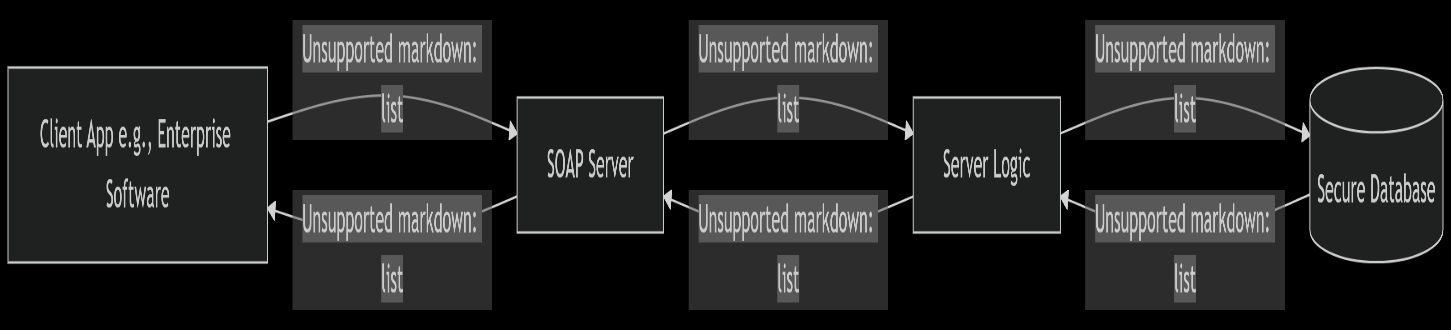 Client App e.g., Enterprise
Software
Unsupported markdown:
list
Unsupported markdown:
list
SOAP Server
Unsupported markdown:
list
Unsupported markdown:
list
Server Logic
Unsupported markdown:
list
Unsupported markdown:
list
Secure Database